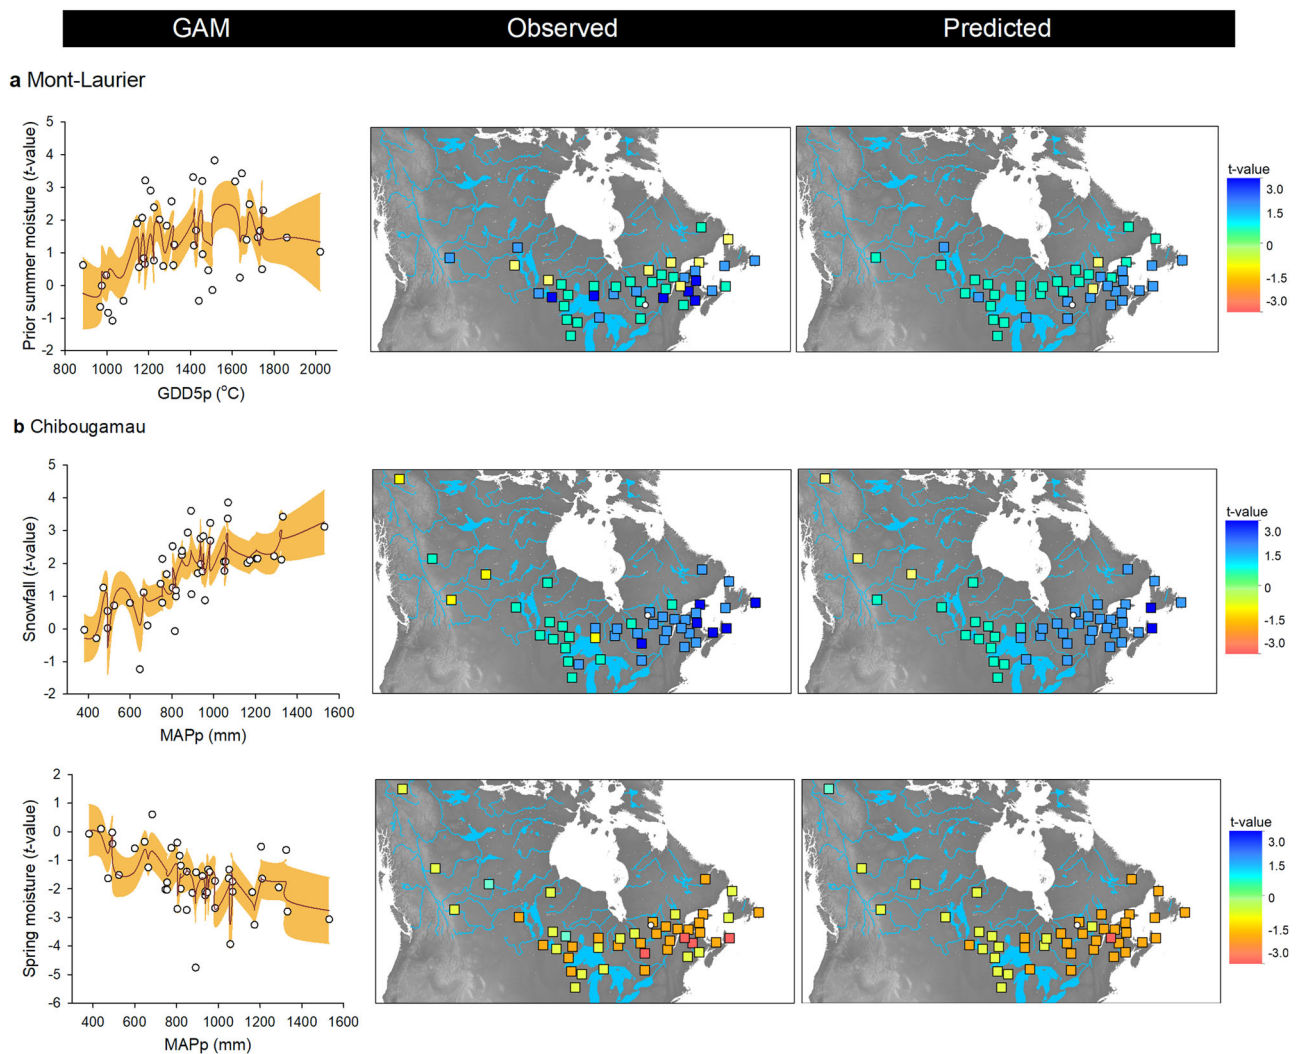 GAM Observed Predicted
a Mont-Laurier
Prior summer moisture (t-value)
5
4
3
2
1
0
-1
-2
800 1000 1200 1400 1600 1800 2000
GDD5p (°C)
t-value
3.0
1.5
0
-1.5
-3.0
b Chibougamau
Snowfall (t-value)
5
4
3
2
1
0
-1
-2
400 600 800 1000 1200 1400 1600
MAPp (mm)
t-value
3.0
1.5
0
-1.5
-3.0
Spring moisture (t-value)
2
1
0
-1
-2
-3
-4
-5
-6
400 600 800 1000 1200 1400 1600
MAPp (mm)
t-value
3.0
1.5
0
-1.5
-3.0